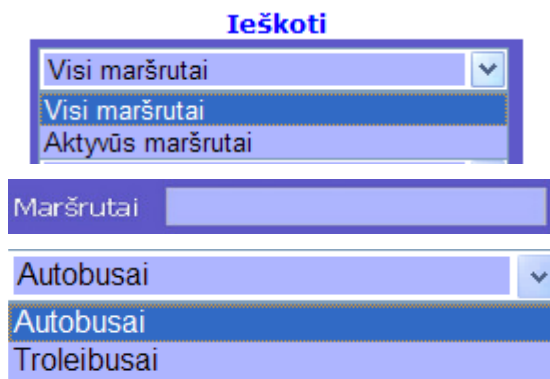 Ieškoti
Visi maršrutai
Visi maršrutai
Aktyvūs maršrutai
Maršrutai
Autobusai
Autobusai
Troleibusai